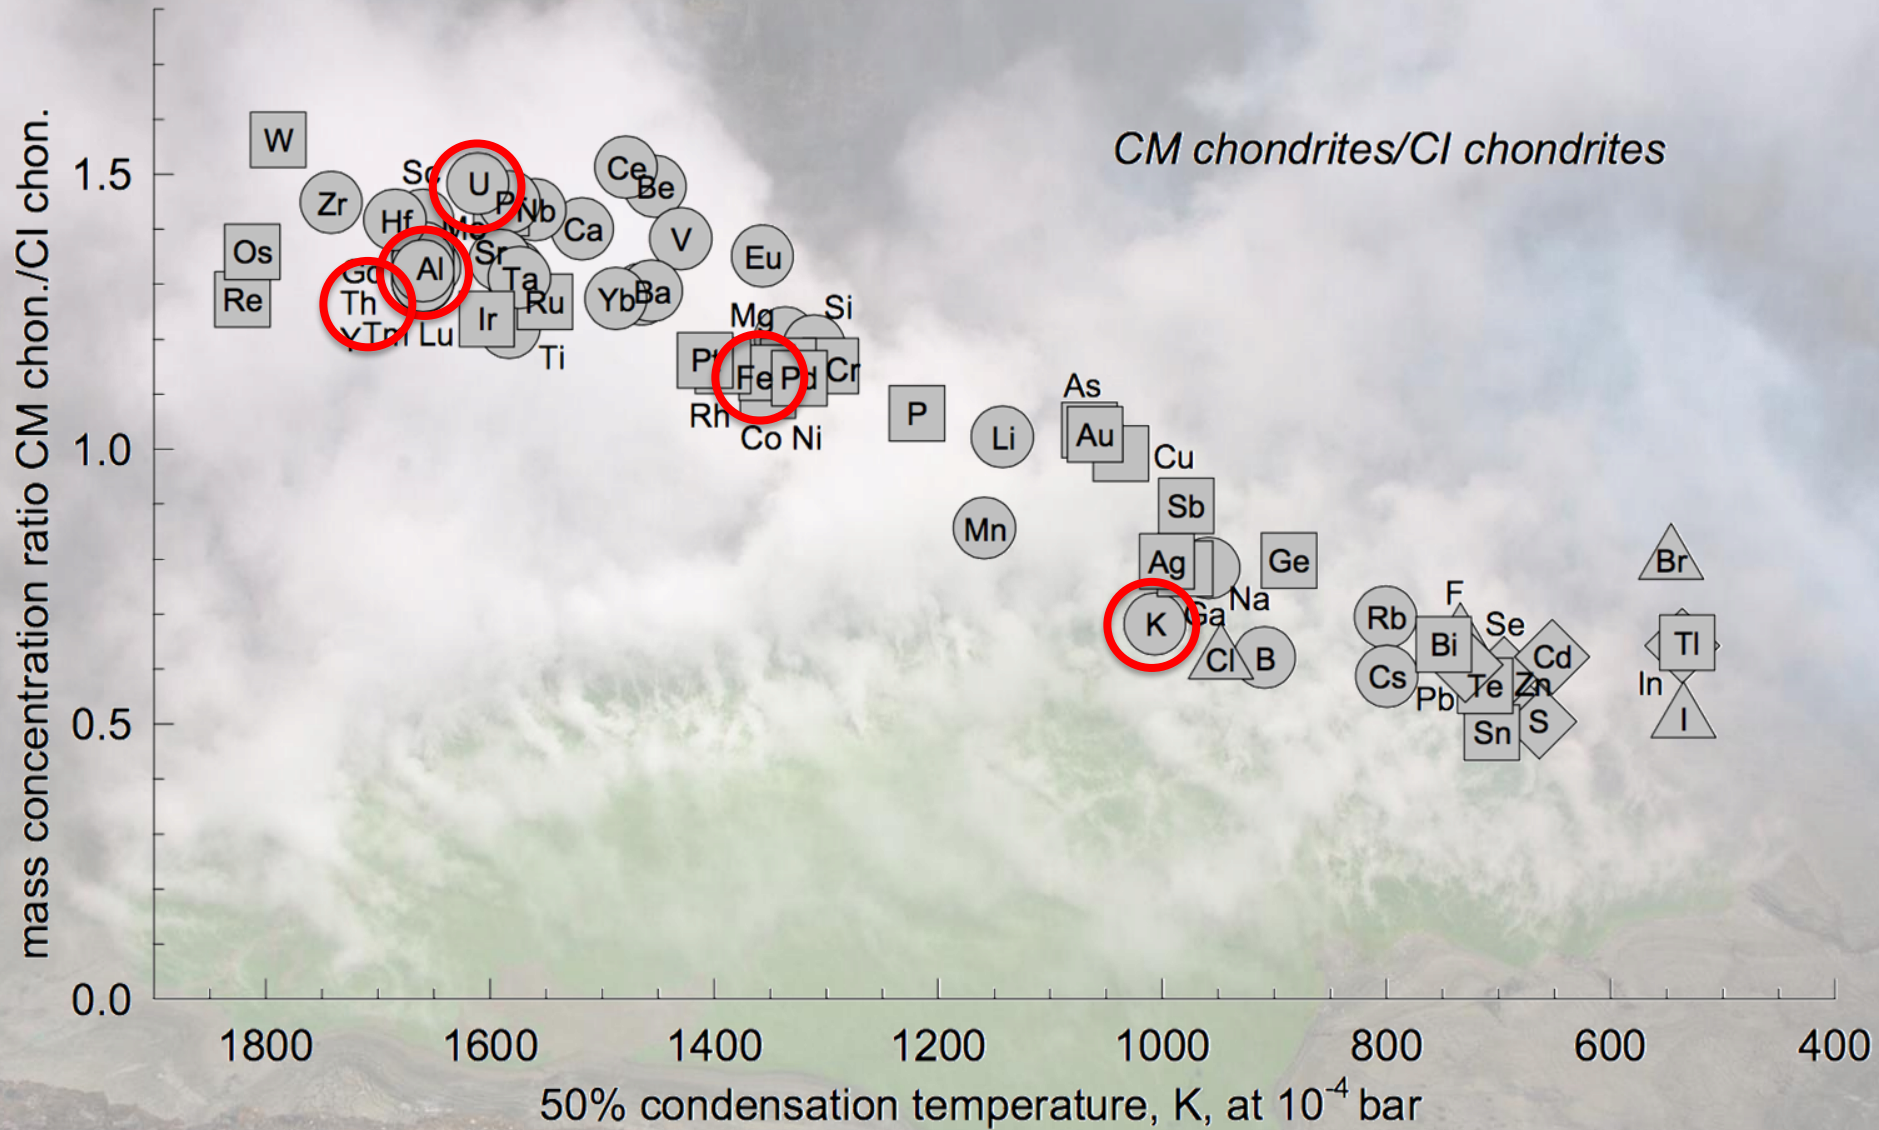 CM chondrites/CI chondrites
mass concentration ratio CM chon./CI chon.
1.5
1.0
0.5
0.0
W
Zr
Os
Re
Sc
Hf
U
Nb
Mo
Ca
Ce
Be
V
Eu
Al
Sr
Ta
Gd
Th
Y Tm Lu
Ir
Ru
Ti
Yb
Ba
Mg
Si
Pt
Fe
Pd
Cr
Rh
Co Ni
P
Li
As
Au
Cu
Mn
Sb
Ag
Ge
K
Ga
Na
Cl
B
Rb
Cs
F
Bi
Se
Cd
Pb
Te
Zn
Sn
S
Br
Tl
In
I
1800 1600 1400 1200 1000 800 600 400
50% condensation temperature, K, at 10⁻⁴ bar